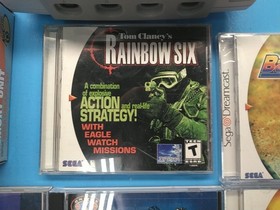 Tom Clancy's
RAINBOW SIX
A combination
of explosive
ACTION and real-life
STRATEGY!
WITH
EAGLE
WATCH
MISSIONS
SEGA
T
Sega Dreamcast
SEGA